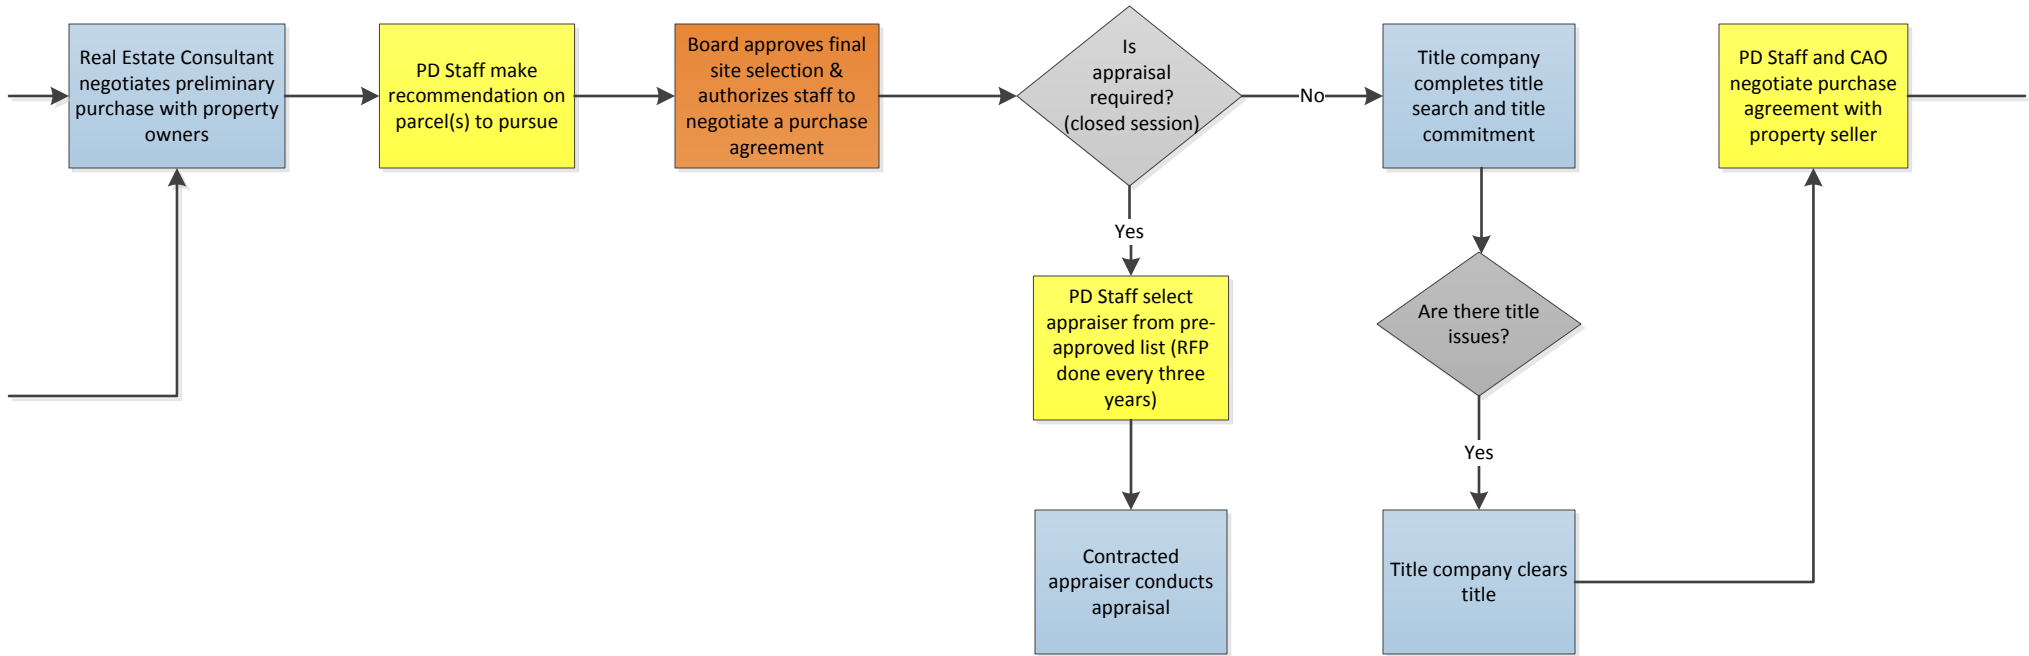 Real Estate Consultant
negotiates preliminary
purchase with property
owners
PD Staff make
recommendation on
parcel(s) to pursue
Board approves final
site selection &
authorizes staff to
negotiate a purchase
agreement
Is
appraisal
required?
(closed session)
No
Title company
completes title
search and title
commitment
PD Staff and CAO
negotiate purchase
agreement with
property seller
Yes
PD Staff select
appraiser from pre-
approved list (RFP
done every three
years)
Are there title
issues?
Yes
Contracted
appraiser conducts
appraisal
Title company clears
title